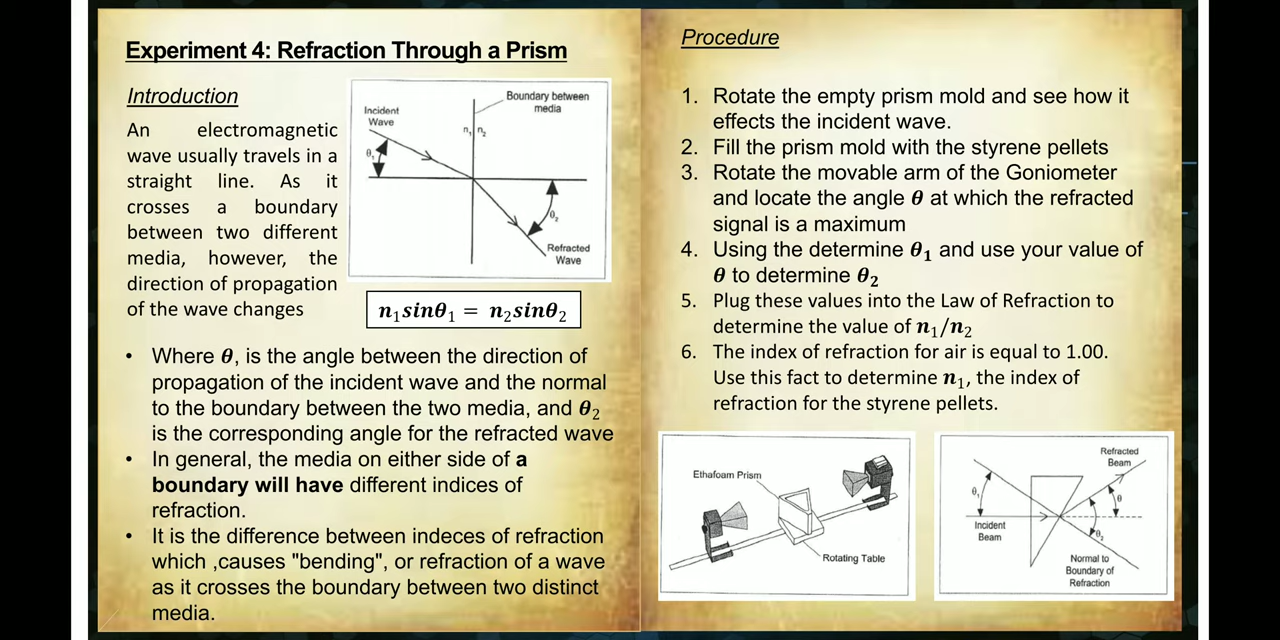 Experiment 4: Refraction Through a Prism
Introduction
An electromagnetic
wave usually travels in a
straight line. As it
crosses a boundary
between two different
media, however, the
direction of propagation
of the wave changes
Boundary between
media
Incident
Wave
n₁ n₂
θ₁
θ₂
Refracted
Wave
n₁sinθ₁ = n₂sinθ₂
• Where θ, is the angle between the direction of
propagation of the incident wave and the normal
to the boundary between the two media, and θ₂
is the corresponding angle for the refracted wave
• In general, the media on either side of a
boundary will have different indices of
refraction.
• It is the difference between indeces of refraction
which ,causes "bending", or refraction of a wave
as it crosses the boundary between two distinct
media.
Procedure
1. Rotate the empty prism mold and see how it
effects the incident wave.
2. Fill the prism mold with the styrene pellets
3. Rotate the movable arm of the Goniometer
and locate the angle θ at which the refracted
signal is a maximum
4. Using the determine θ₁ and use your value of
θ to determine θ₂
5. Plug these values into the Law of Refraction to
determine the value of n₁/n₂
6. The index of refraction for air is equal to 1.00.
Use this fact to determine n₁, the index of
refraction for the styrene pellets.
Ethafoam Prism
Rotating Table
Refracted
Beam
θ₁
θ
Incident
Beam
θ₂
Normal to
Boundary of
Refraction